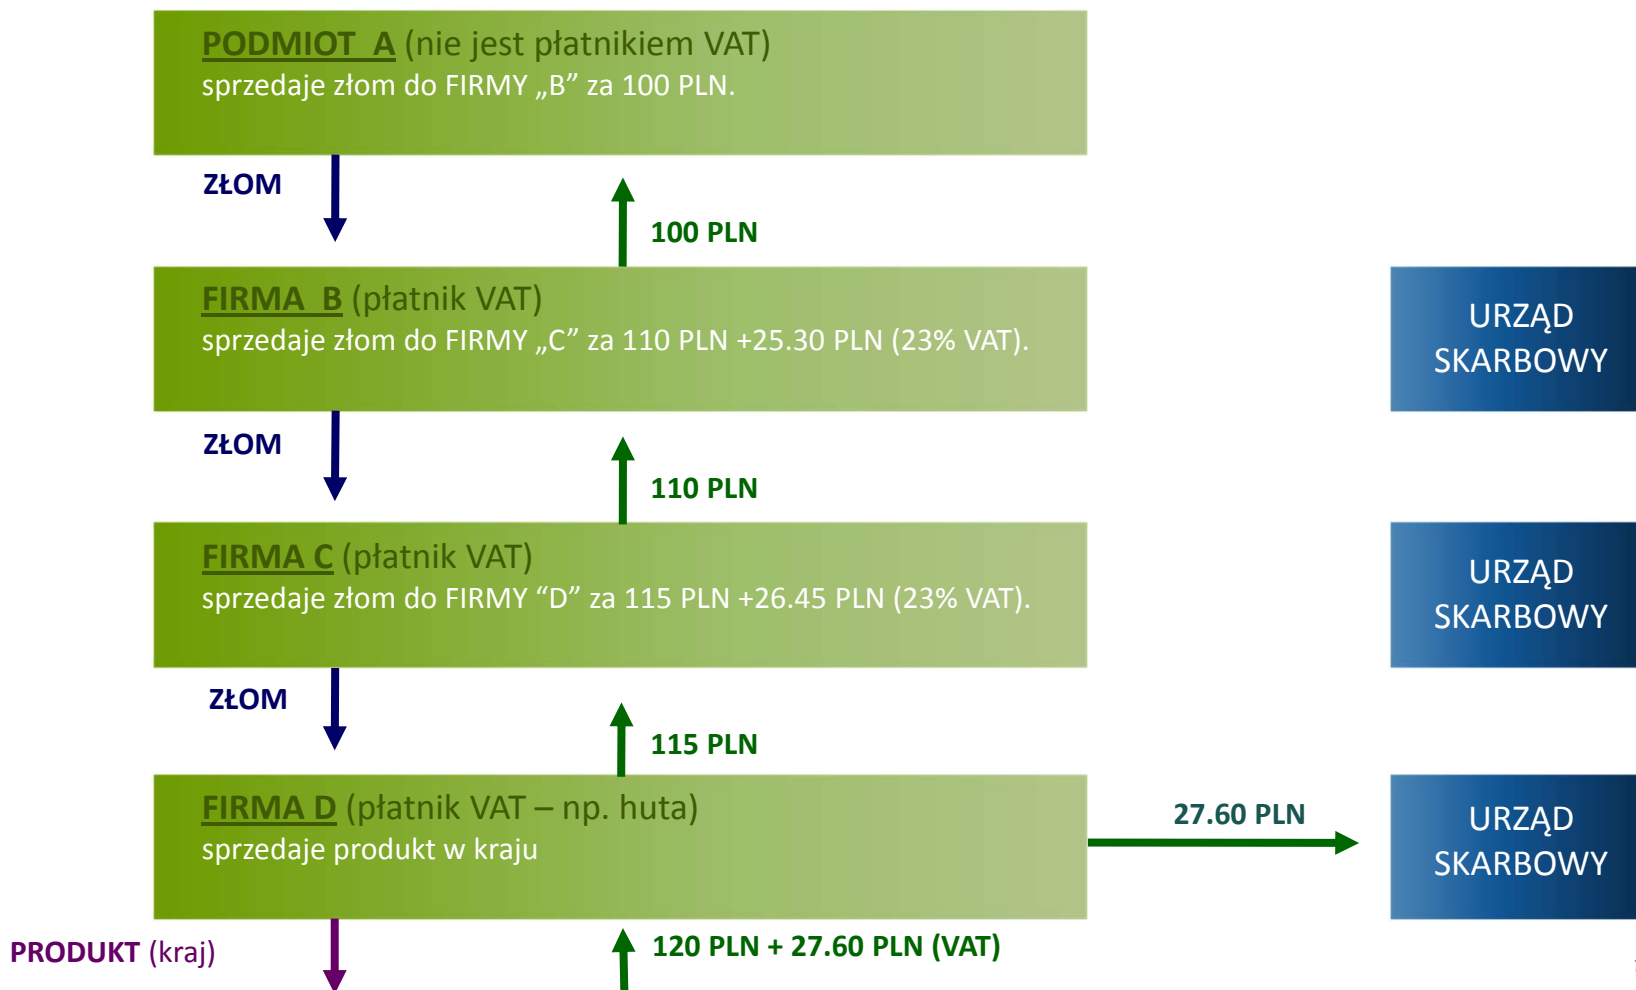 PODMIOT A (nie jest płatnikiem VAT)
sprzedaje złom do FIRMY „B” za 100 PLN.
ZŁOM
100 PLN
FIRMA B (płatnik VAT)
sprzedaje złom do FIRMY „C” za 110 PLN +25.30 PLN (23% VAT).
URZĄD
SKARBOWY
ZŁOM
110 PLN
FIRMA C (płatnik VAT)
sprzedaje złom do FIRMY “D” za 115 PLN +26.45 PLN (23% VAT).
URZĄD
SKARBOWY
ZŁOM
115 PLN
FIRMA D (płatnik VAT – np. huta)
sprzedaje produkt w kraju
27.60 PLN
URZĄD
SKARBOWY
PRODUKT (kraj)
120 PLN + 27.60 PLN (VAT)